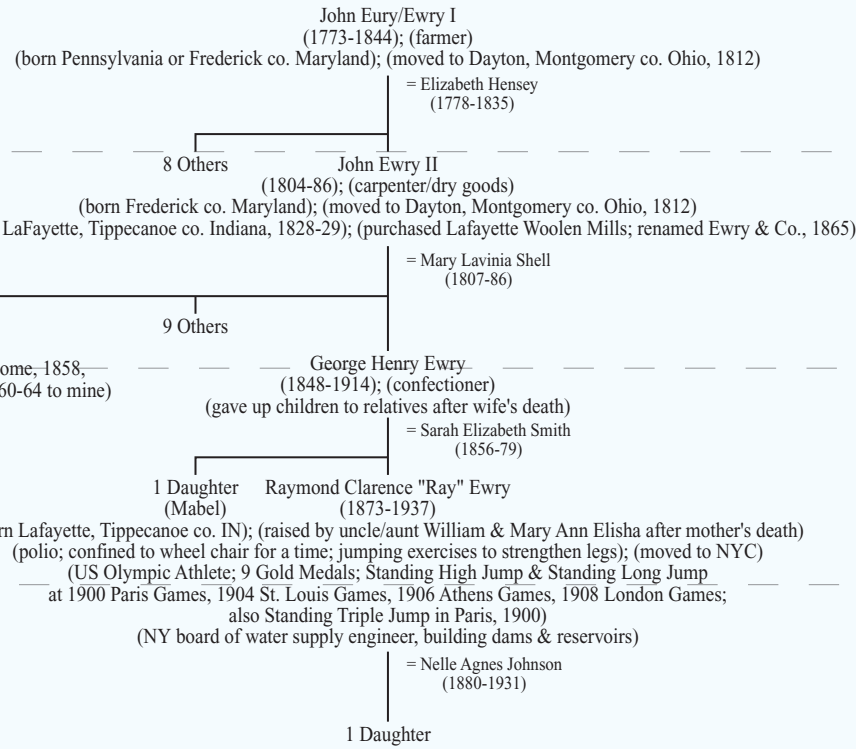 John Eury/Ewry I
(1773-1844); (farmer)
(born Pennsylvania or Frederick co. Maryland); (moved to Dayton, Montgomery co. Ohio, 1812)
= Elizabeth Hensey
(1778-1835)
8 Others
John Ewry II
(1804-86); (carpenter/dry goods)
(born Frederick co. Maryland); (moved to Dayton, Montgomery co. Ohio, 1812)
LaFayette, Tippecanoe co. Indiana, 1828-29); (purchased Lafayette Woolen Mills; renamed Ewry & Co., 1865)
= Mary Lavinia Shell
(1807-86)
9 Others
ome, 1858,
60-64 to mine)
George Henry Ewry
(1848-1914); (confectioner)
(gave up children to relatives after wife's death)
= Sarah Elizabeth Smith
(1856-79)
1 Daughter
(Mabel)
Raymond Clarence "Ray" Ewry
(1873-1937)
rn Lafayette, Tippecanoe co. IN); (raised by uncle/aunt William & Mary Ann Elisha after mother's death)
(polio; confined to wheel chair for a time; jumping exercises to strengthen legs); (moved to NYC)
(US Olympic Athlete; 9 Gold Medals; Standing High Jump & Standing Long Jump
at 1900 Paris Games, 1904 St. Louis Games, 1906 Athens Games, 1908 London Games;
also Standing Triple Jump in Paris, 1900)
(NY board of water supply engineer, building dams & reservoirs)
= Nelle Agnes Johnson
(1880-1931)
1 Daughter